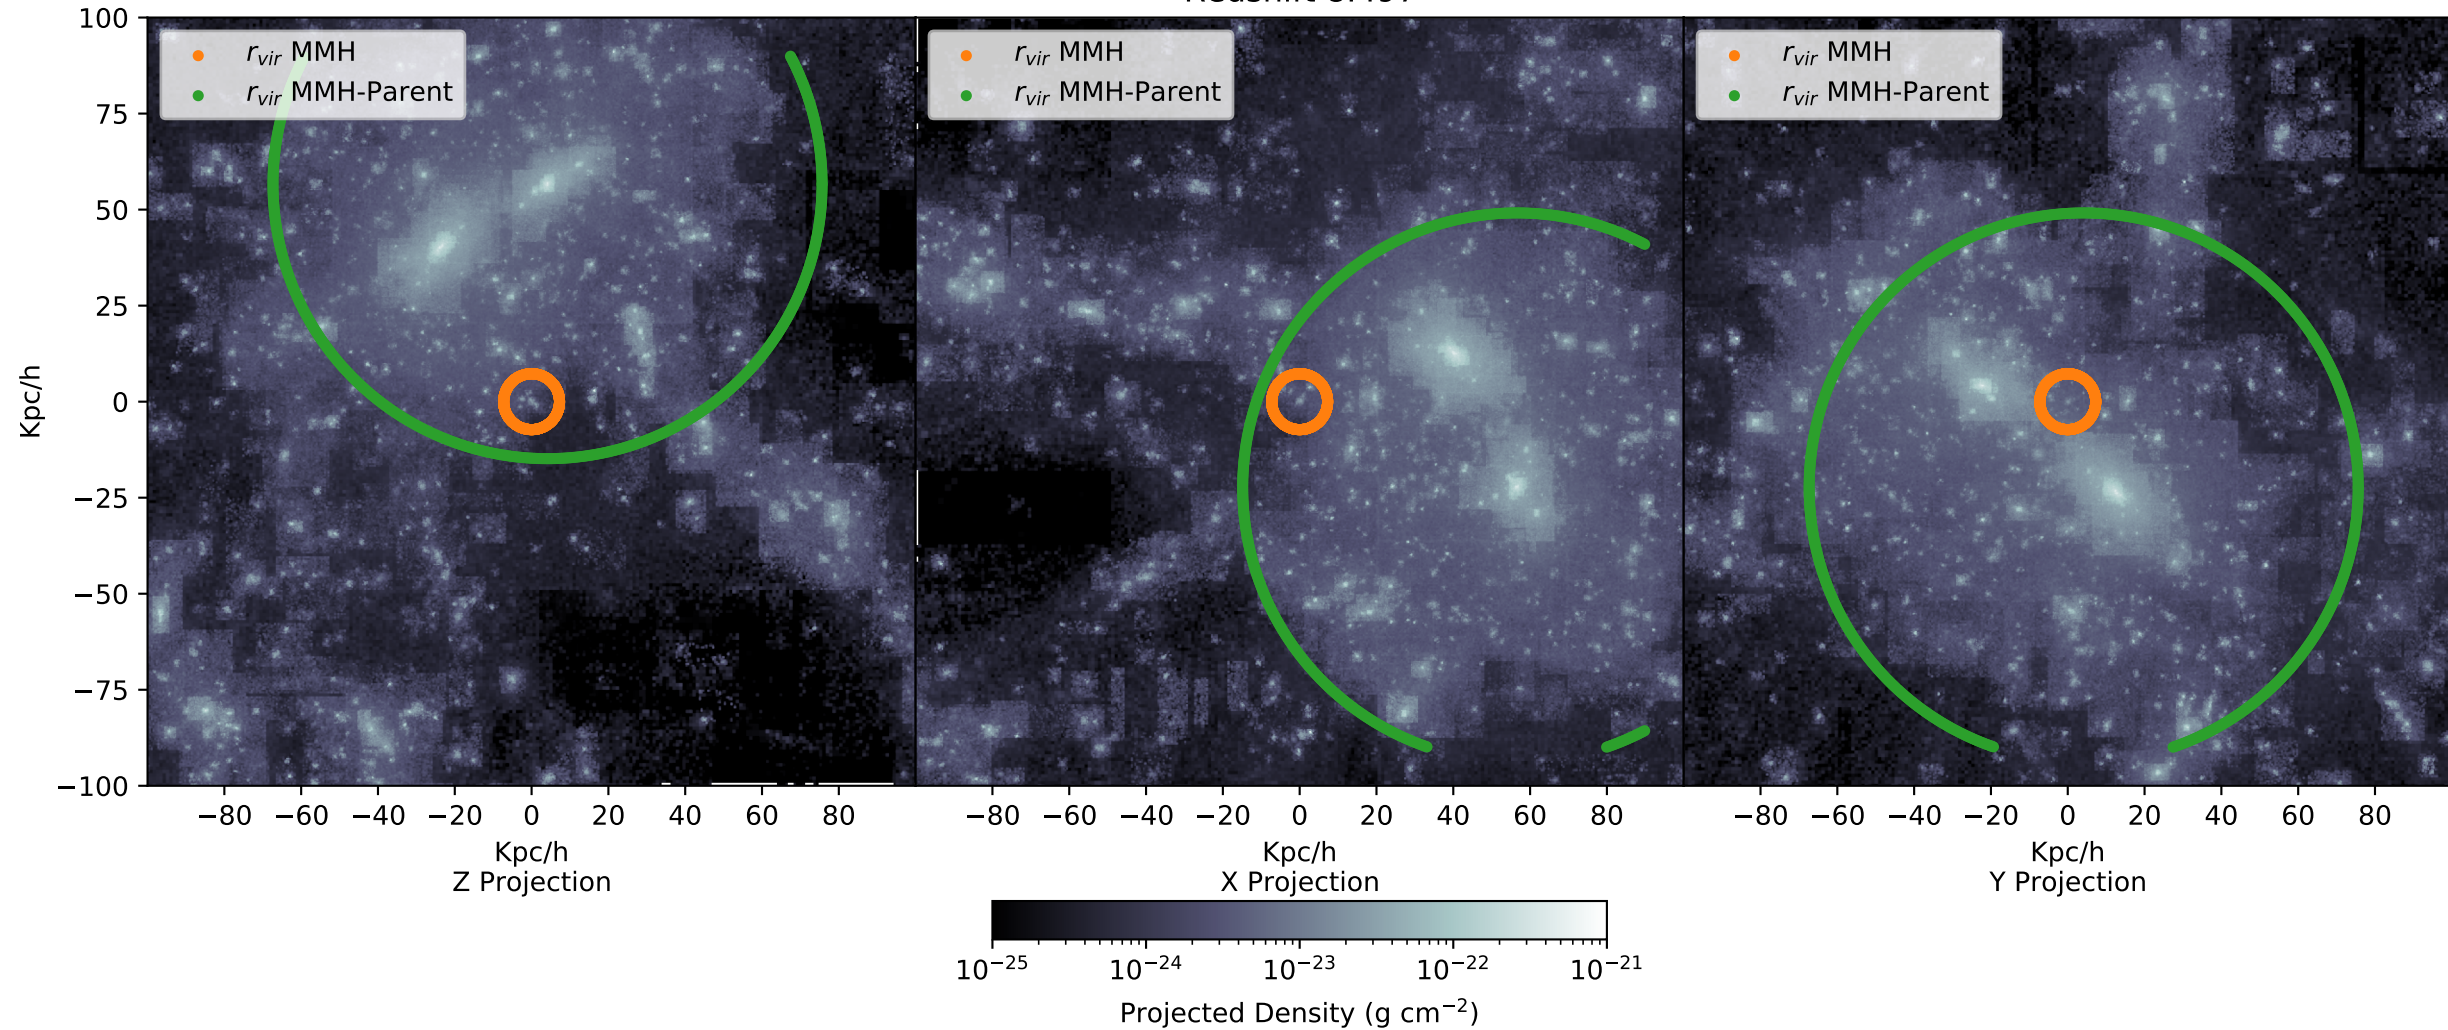 r_vir MMH
r_vir MMH-Parent
r_vir MMH
r_vir MMH-Parent
r_vir MMH
r_vir MMH-Parent
100
75
50
25
0
−25
−50
−75
−100
Kpc/h
−80 −60 −40 −20 0 20 40 60 80
−80 −60 −40 −20 0 20 40 60 80
−80 −60 −40 −20 0 20 40 60 80
Kpc/h
Z Projection
Kpc/h
X Projection
Kpc/h
Y Projection
10⁻²⁵ 10⁻²⁴ 10⁻²³ 10⁻²² 10⁻²¹
Projected Density (g cm⁻²)